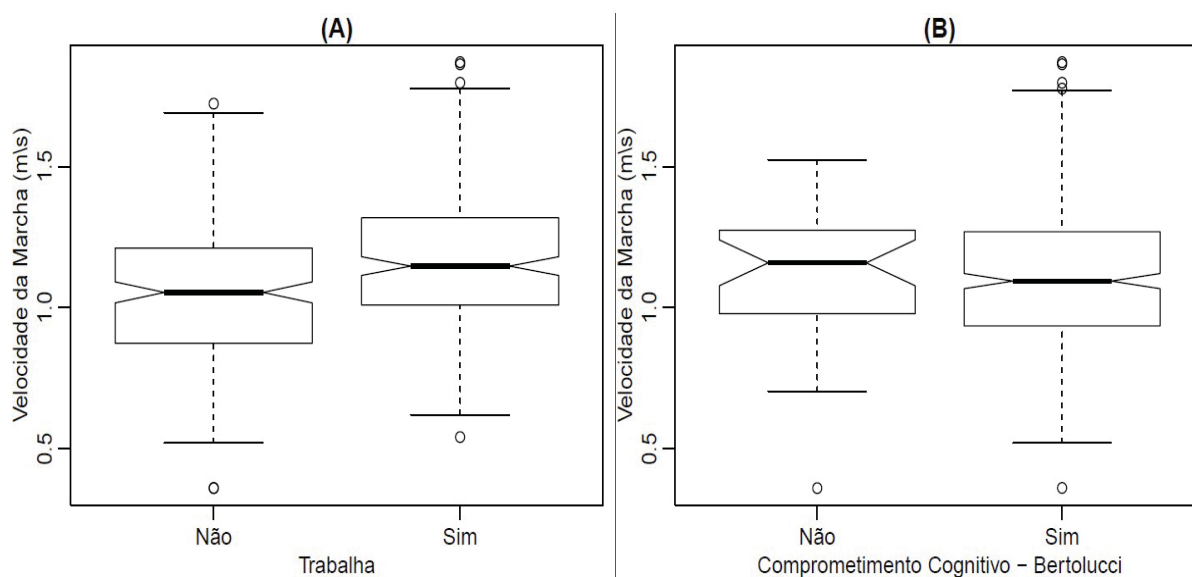 (A)
Velocidade da Marcha (m\s)
1.5
1.0
0.5
Não
Sim
Trabalha
(B)
Velocidade da Marcha (m\s)
1.5
1.0
0.5
Não
Sim
Comprometimento Cognitivo − Bertolucci